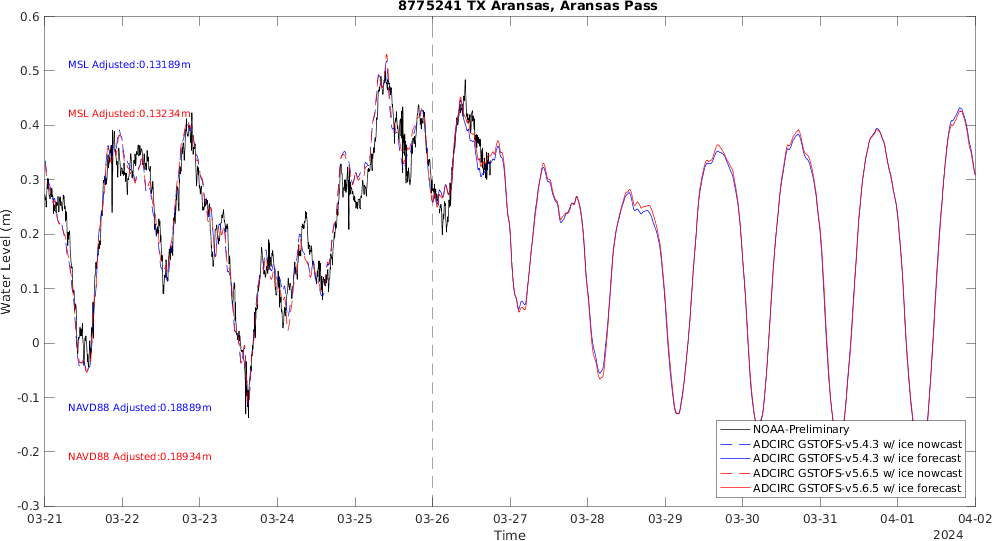 8775241 TX Aransas, Aransas Pass
0.6
0.5
0.4
0.3
0.2
0.1
0
-0.1
-0.2
-0.3
Water Level (m)
MSL Adjusted:0.13189m
MSL Adjusted:0.13234m
NAVD88 Adjusted:0.18889m
NAVD88 Adjusted:0.18934m
NOAA-Preliminary
ADCIRC GSTOFS-v5.4.3 w/ ice nowcast
ADCIRC GSTOFS-v5.4.3 w/ ice forecast
ADCIRC GSTOFS-v5.6.5 w/ ice nowcast
ADCIRC GSTOFS-v5.6.5 w/ ice forecast
03-21 03-22 03-23 03-24 03-25 03-26 03-27 03-28 03-29 03-30 03-31 04-01 04-02
Time
2024